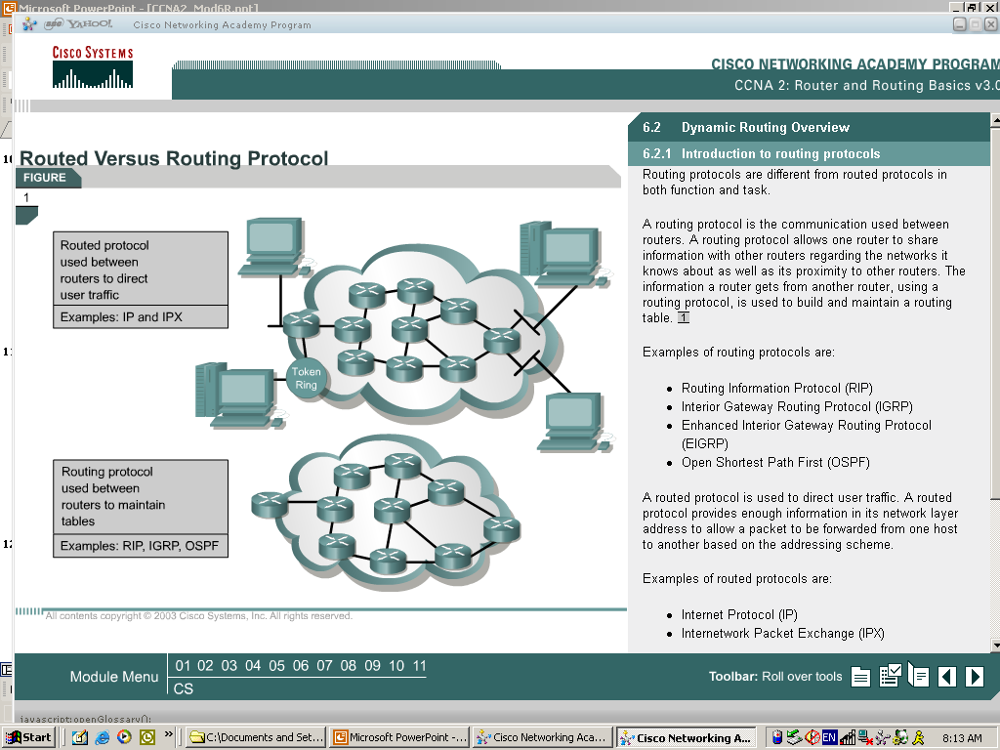 Microsoft PowerPoint - [CCNA2_Mod6R.ppt]
SBC YAHOO! Cisco Networking Academy Program
CISCO SYSTEMS
CISCO NETWORKING ACADEMY PROGRAM
CCNA 2: Router and Routing Basics v3.0
Routed Versus Routing Protocol
FIGURE
1
Routed protocol
used between
routers to direct
user traffic
Examples: IP and IPX
Token
Ring
Routing protocol
used between
routers to maintain
tables
Examples: RIP, IGRP, OSPF
All contents copyright © 2003 Cisco Systems, Inc. All rights reserved.
6.2 Dynamic Routing Overview
6.2.1 Introduction to routing protocols
Routing protocols are different from routed protocols in
both function and task.
A routing protocol is the communication used between
routers. A routing protocol allows one router to share
information with other routers regarding the networks it
knows about as well as its proximity to other routers. The
information a router gets from another router, using a
routing protocol, is used to build and maintain a routing
table. 1
Examples of routing protocols are:
• Routing Information Protocol (RIP)
• Interior Gateway Routing Protocol (IGRP)
• Enhanced Interior Gateway Routing Protocol
(EIGRP)
• Open Shortest Path First (OSPF)
A routed protocol is used to direct user traffic. A routed
protocol provides enough information in its network layer
address to allow a packet to be forwarded from one host
to another based on the addressing scheme.
Examples of routed protocols are:
• Internet Protocol (IP)
• Internetwork Packet Exchange (IPX)
Module Menu
01 02 03 04 05 06 07 08 09 10 11
CS
Toolbar: Roll over tools
javascript:openGlossary();
Start
»
C:\Documents and Set...
Microsoft PowerPoint -...
Cisco Networking Aca...
Cisco Networking A...
EN
8:13 AM